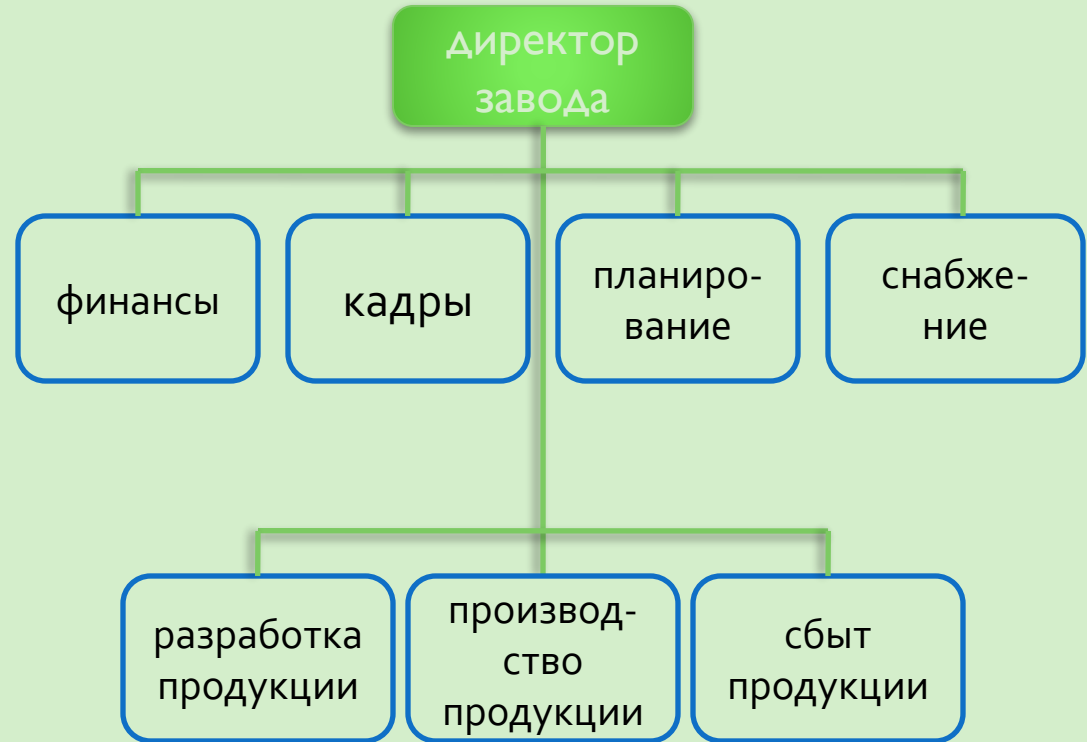 директор
завода
финансы
кадры
планиро-
вание
снабже-
ние
разработка
продукции
производ-
ство
продукции
сбыт
продукции